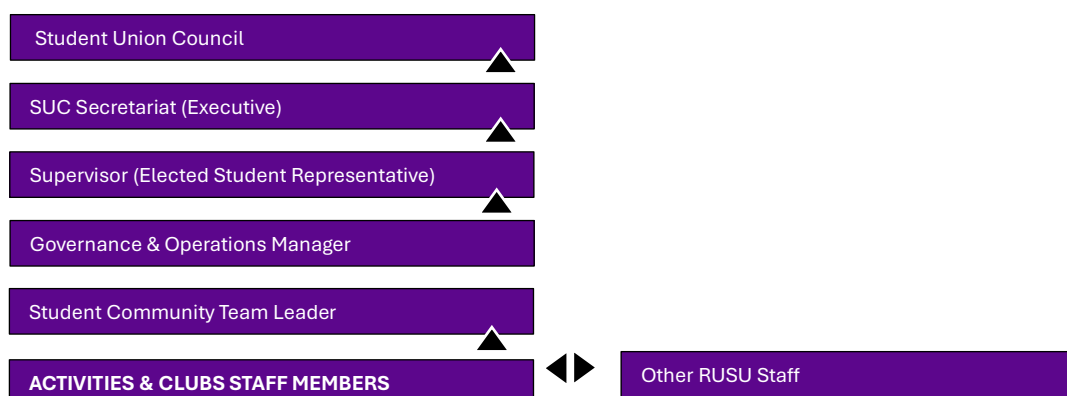 Student Union Council
SUC Secretariat (Executive)
Supervisor (Elected Student Representative)
Governance & Operations Manager
Student Community Team Leader
ACTIVITIES & CLUBS STAFF MEMBERS
Other RUSU Staff